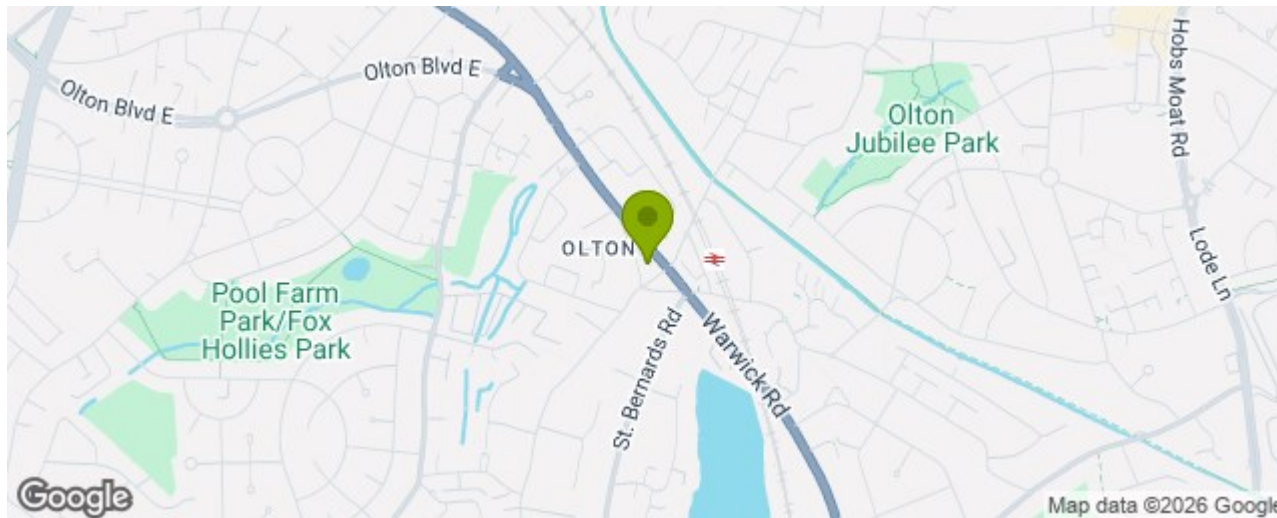 Olton Blvd E
Olton Blvd E
Hobs Moat Rd
Olton
Jubilee Park
OLTON
Lode Ln
Pool Farm
Park/Fox
Hollies Park
St. Bernards Rd
Warwick Rd
Google
Map data ©2026 Google